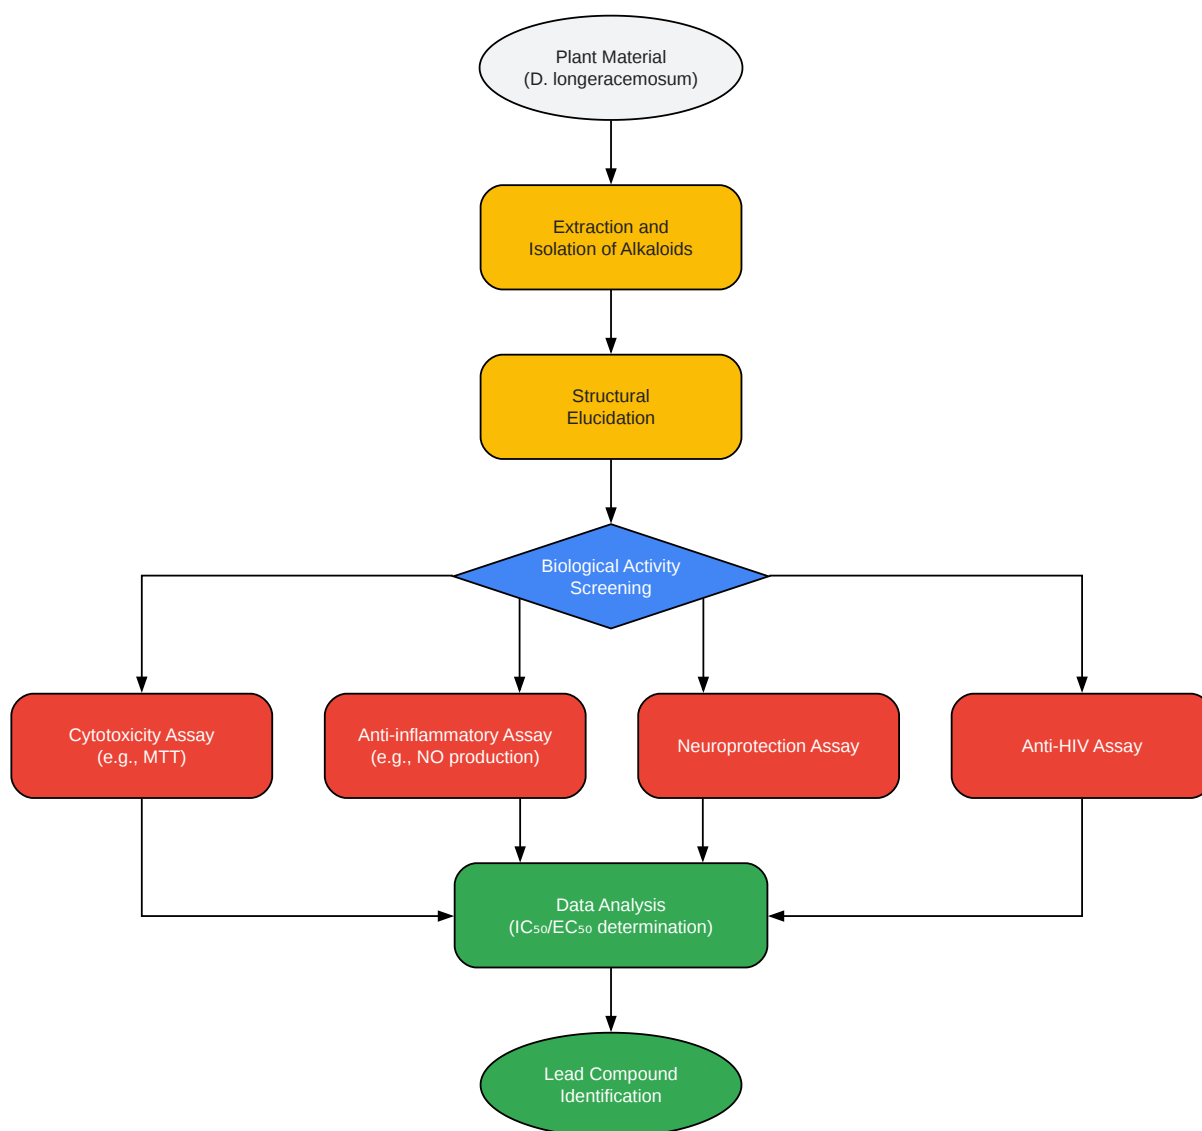 Plant Material
(D. longeracemosum)
Extraction and
Isolation of Alkaloids
Structural
Elucidation
Biological Activity
Screening
Cytotoxicity Assay
(e.g., MTT)
Anti-inflammatory Assay
(e.g., NO production)
Neuroprotection Assay
Anti-HIV Assay
Data Analysis
(IC₅₀/EC₅₀ determination)
Lead Compound
Identification